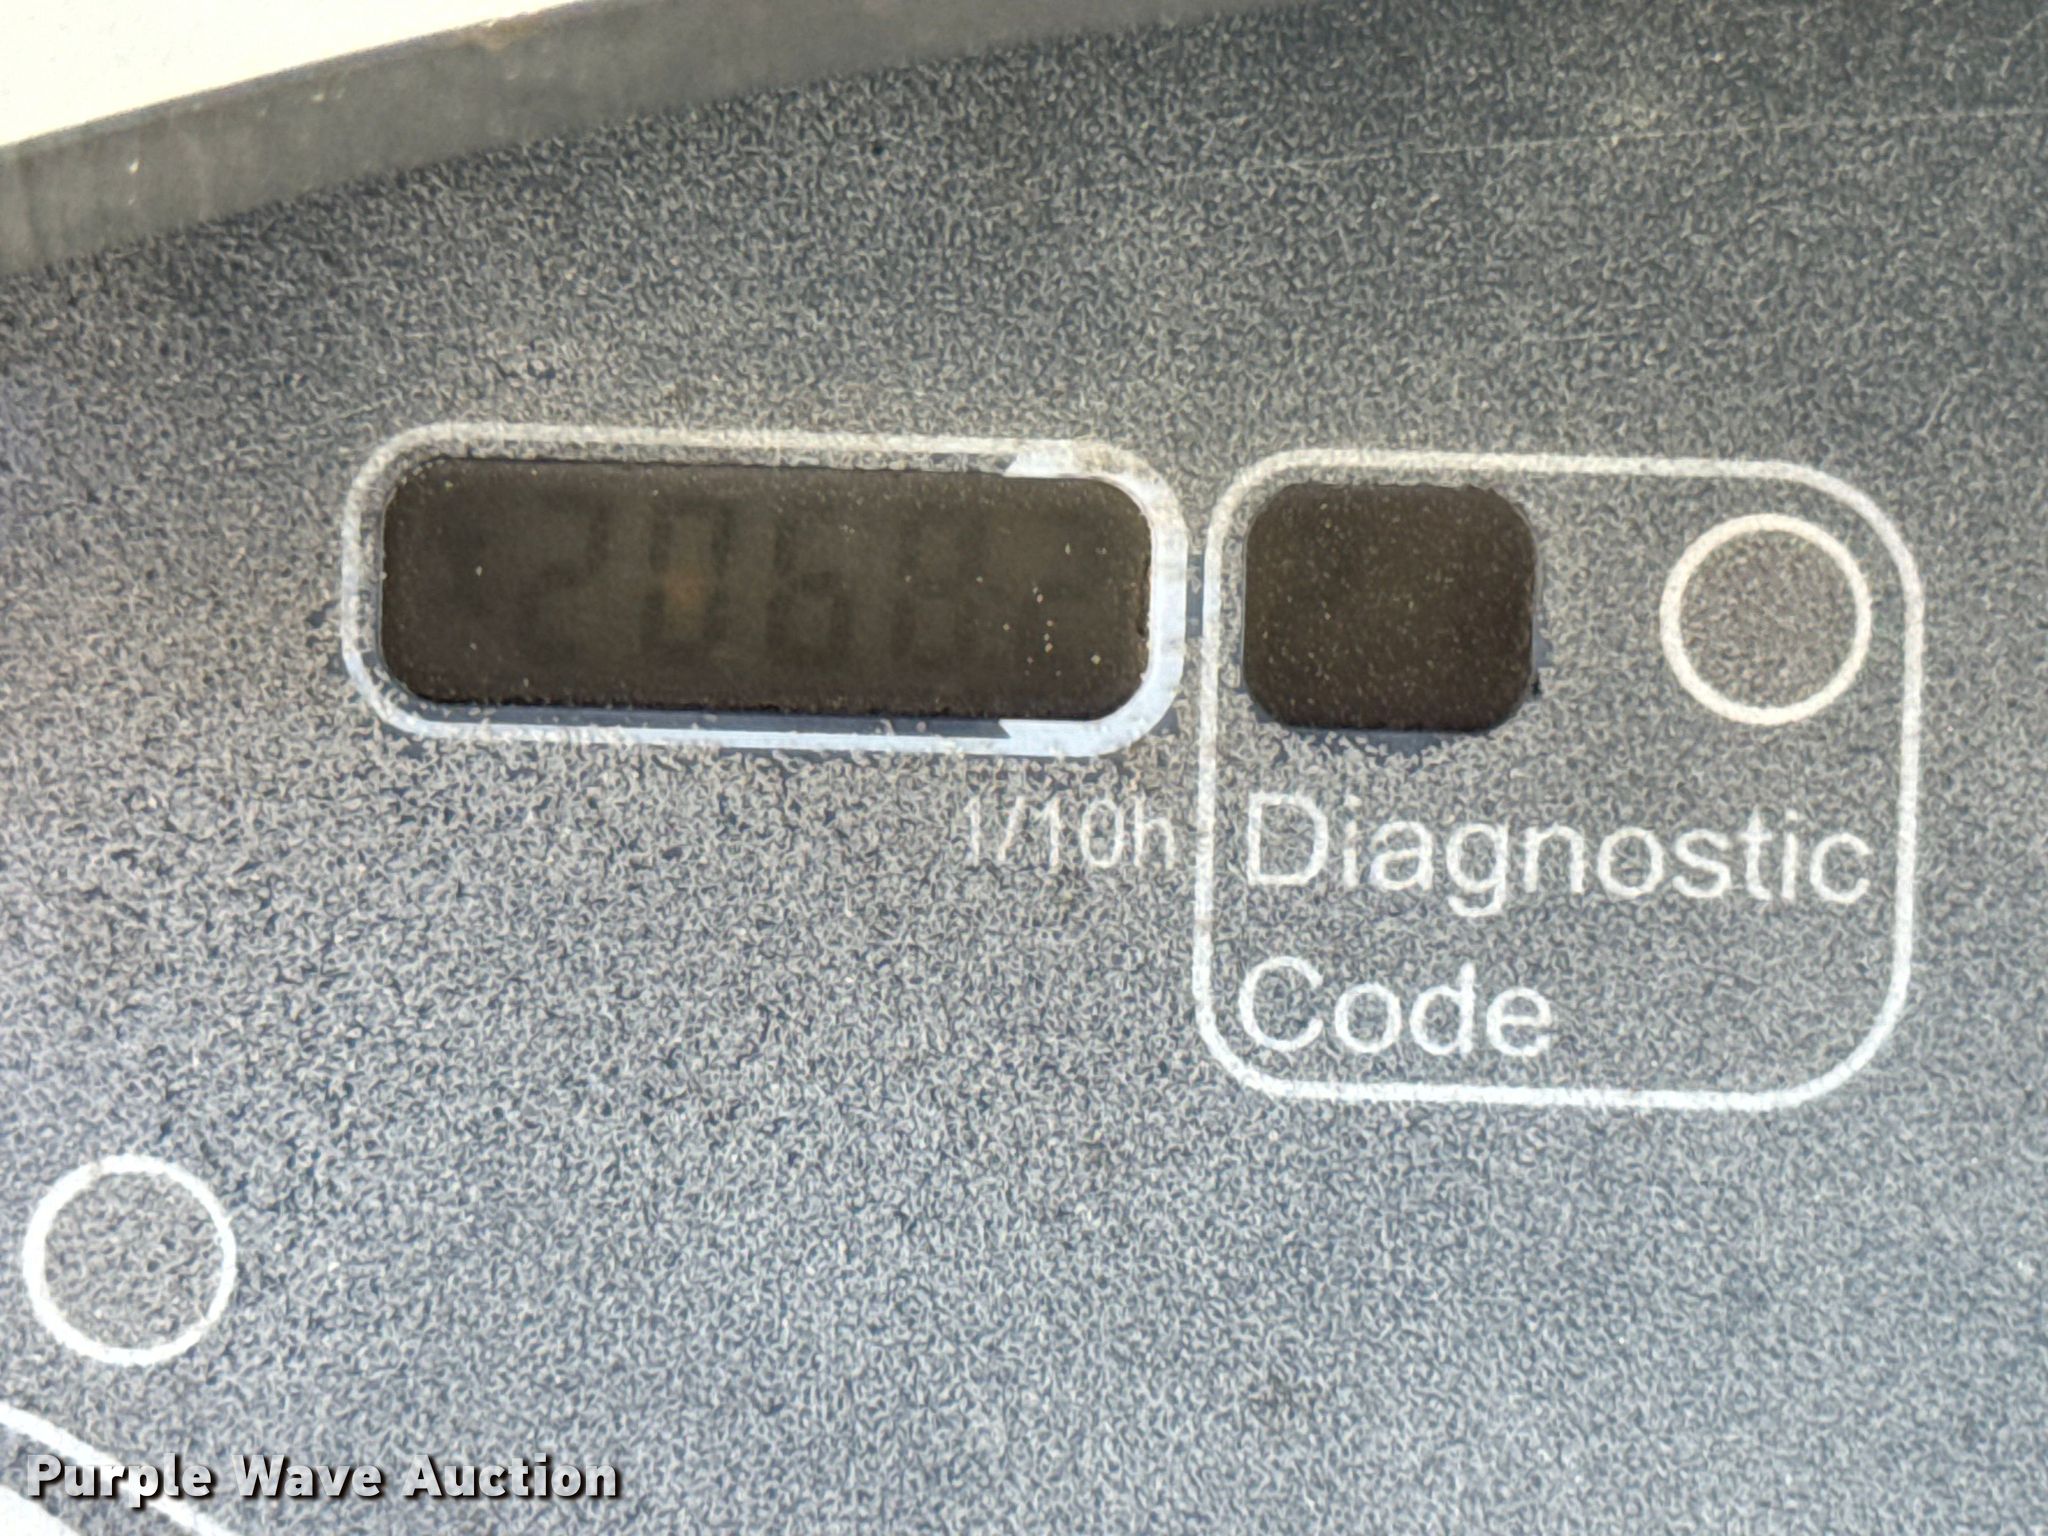 1/10h
Diagnostic
Code
Purple Wave Auction